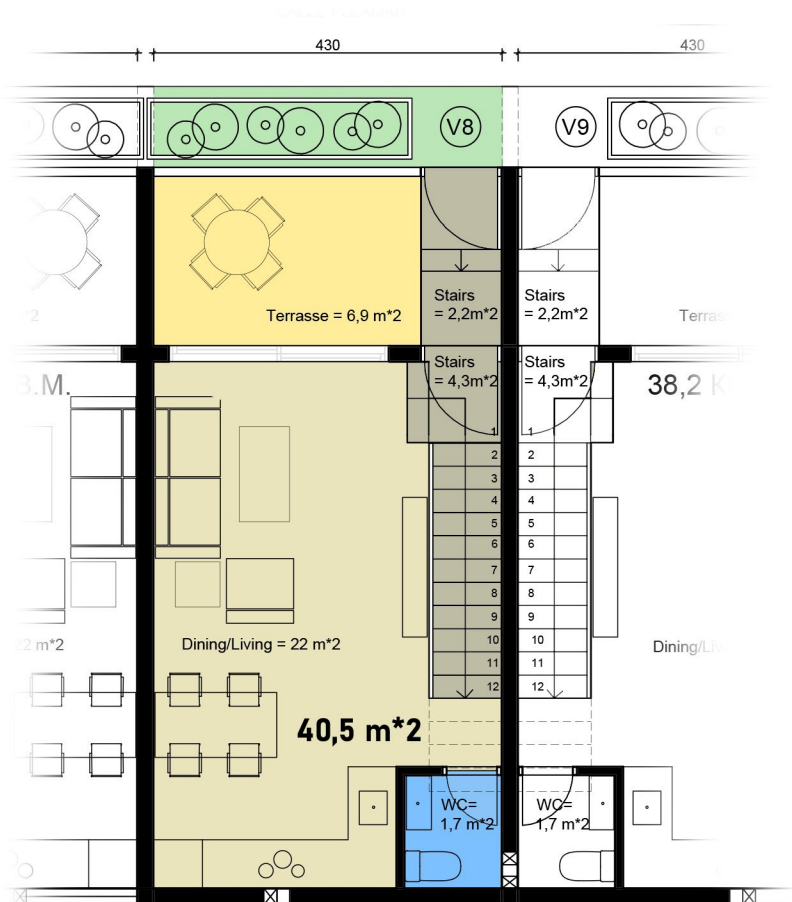 430
430
V8
V9
Terrasse = 6,9 m*2
Stairs
= 2,2m*2
Stairs
= 2,2m*2
Stairs
= 4,3m*2
Stairs
= 4,3m*2
38,2
1
2
3
4
5
6
7
8
9
10
11
12
1
2
3
4
5
6
7
8
9
10
11
12
Dining/Living = 22 m*2
40,5 m*2
WC=
1,7 m*2
WC=
1,7 m*2